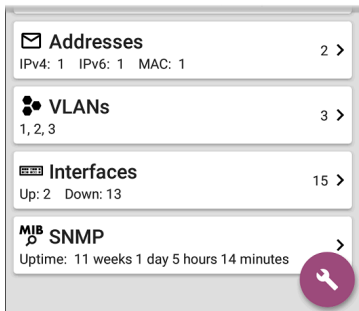 Addresses
2
IPv4: 1 IPv6: 1 MAC: 1
VLANs
3
1, 2, 3
Interfaces
15
Up: 2 Down: 13
MIB SNMP
Uptime: 11 weeks 1 day 5 hours 14 minutes